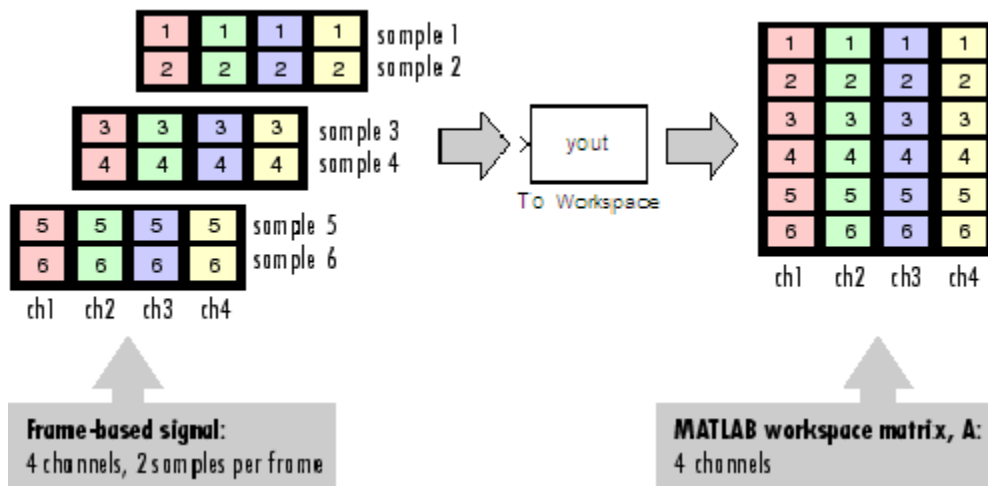 1 1 1 1 sample 1
2 2 2 2 sample 2
3 3 3 3 sample 3
4 4 4 4 sample 4
5 5 5 5 sample 5
6 6 6 6 sample 6
ch1 ch2 ch3 ch4
Frame-based signal:
4 channels, 2 samples per frame
yout
To Workspace
1 1 1 1
2 2 2 2
3 3 3 3
4 4 4 4
5 5 5 5
6 6 6 6
ch1 ch2 ch3 ch4
MATLAB workspace matrix, A:
4 channels